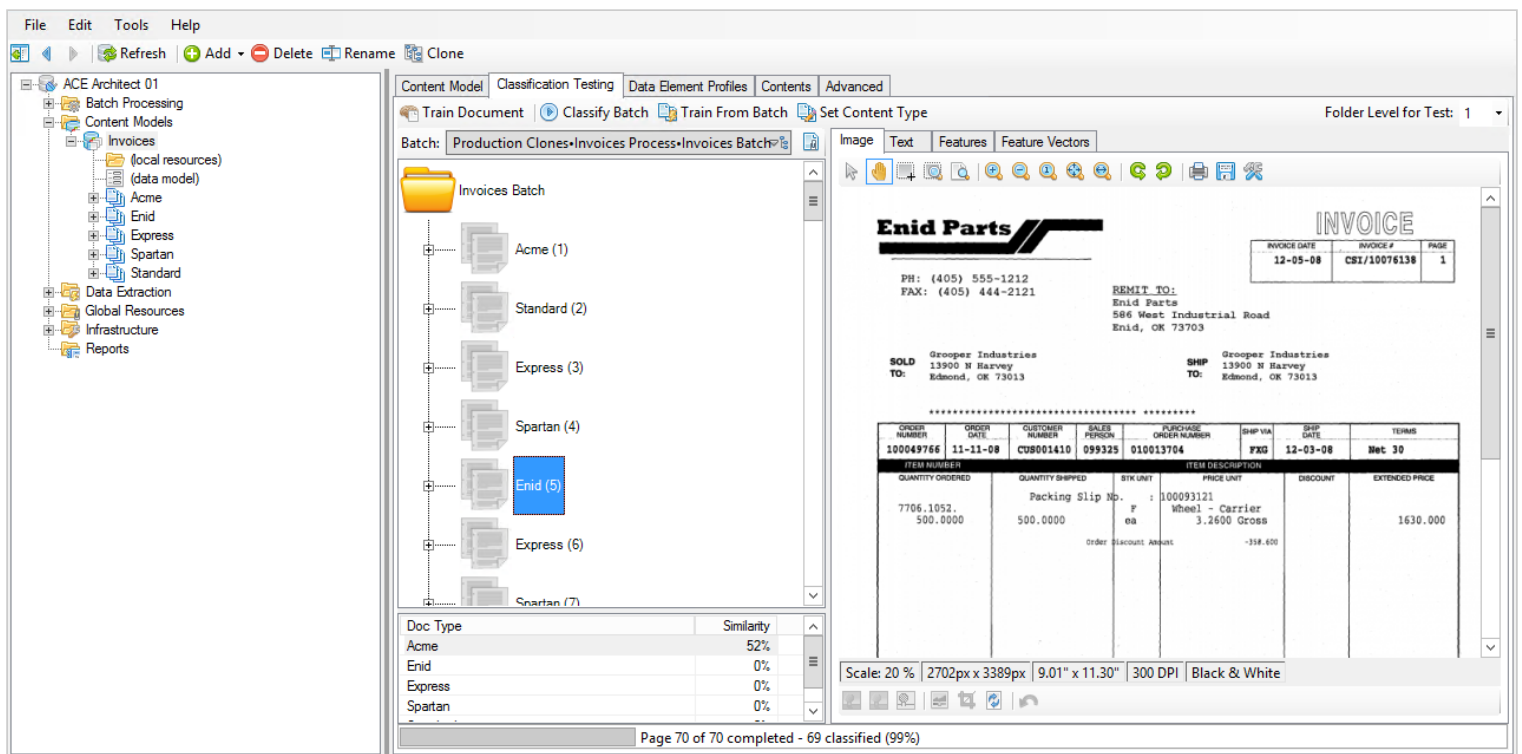 File Edit Tools Help
Refresh Add Delete Rename Clone
ACE Architect 01
Batch Processing
Content Models
Invoices
(local resources)
(data model)
Acme
Enid
Express
Spartan
Standard
Data Extraction
Global Resources
Infrastructure
Reports
Content Model Classification Testing Data Element Profiles Contents Advanced
Train Document Classify Batch Train From Batch Set Content Type Folder Level for Test: 1
Batch: Production Clones•Invoices Process•Invoices Batch
Invoices Batch
Acme (1)
Standard (2)
Express (3)
Spartan (4)
Enid (5)
Express (6)
Spartan (7)
Doc Type Similarity
Acme 52%
Enid 0%
Express 0%
Spartan 0%
Image Text Features Feature Vectors
Enid Parts
INVOICE
INVOICE DATE INVOICE # PAGE
12-05-08 CSI/10076138 1
PH: (405) 555-1212
FAX: (405) 444-2121
REMIT TO:
Enid Parts
586 West Industrial Road
Enid, OK 73703
SOLD TO:
Grooper Industries
13900 N Harvey
Edmond, OK 73013
SHIP TO:
Grooper Industries
13900 N Harvey
Edmond, OK 73013
*********************************** *********
ORDER NUMBER ORDER DATE CUSTOMER NUMBER SALES PERSON PURCHASE ORDER NUMBER SHIP VIA SHIP DATE TERMS
100049766 11-11-08 CUS001410 099325 010013704 FXG 12-03-08 Net 30
ITEM NUMBER ITEM DESCRIPTION
QUANTITY ORDERED QUANTITY SHIPPED STK UNIT PRICE UNIT DISCOUNT EXTENDED PRICE
Packing Slip No. : 100093121
7706.1052. F Wheel - Carrier
500.0000 500.0000 ea 3.2600 Gross 1630.000
Order Discount Amount -358.600
Scale: 20 % 2702px x 3389px 9.01" x 11.30" 300 DPI Black & White
Page 70 of 70 completed - 69 classified (99%)